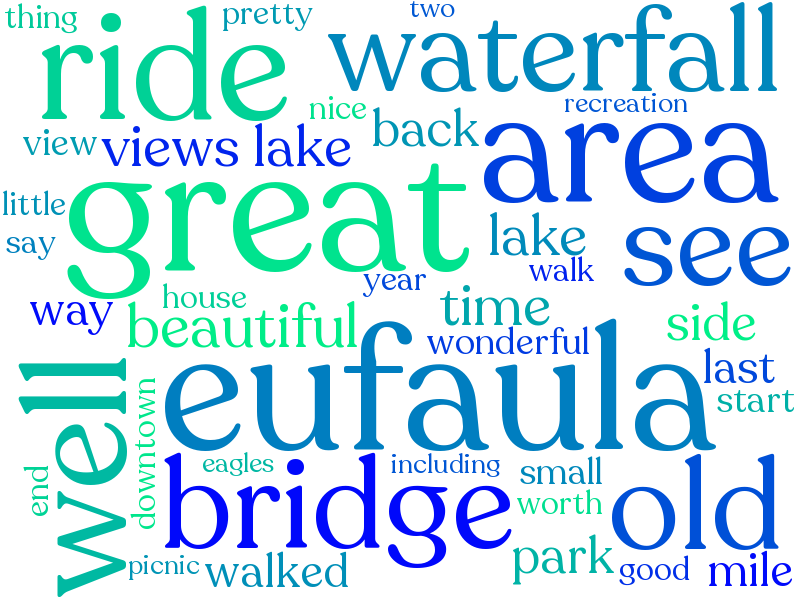 thing
pretty
two
ride
waterfall
nice
recreation
view
views lake
back
area
great
little
say
lake
see
walk
year
way
house
beautiful
time
wonderful
side
last
start
well
eufaula
downtown
end
eagles
including
small
bridge
worth
old
park
picnic
walked
good
mile